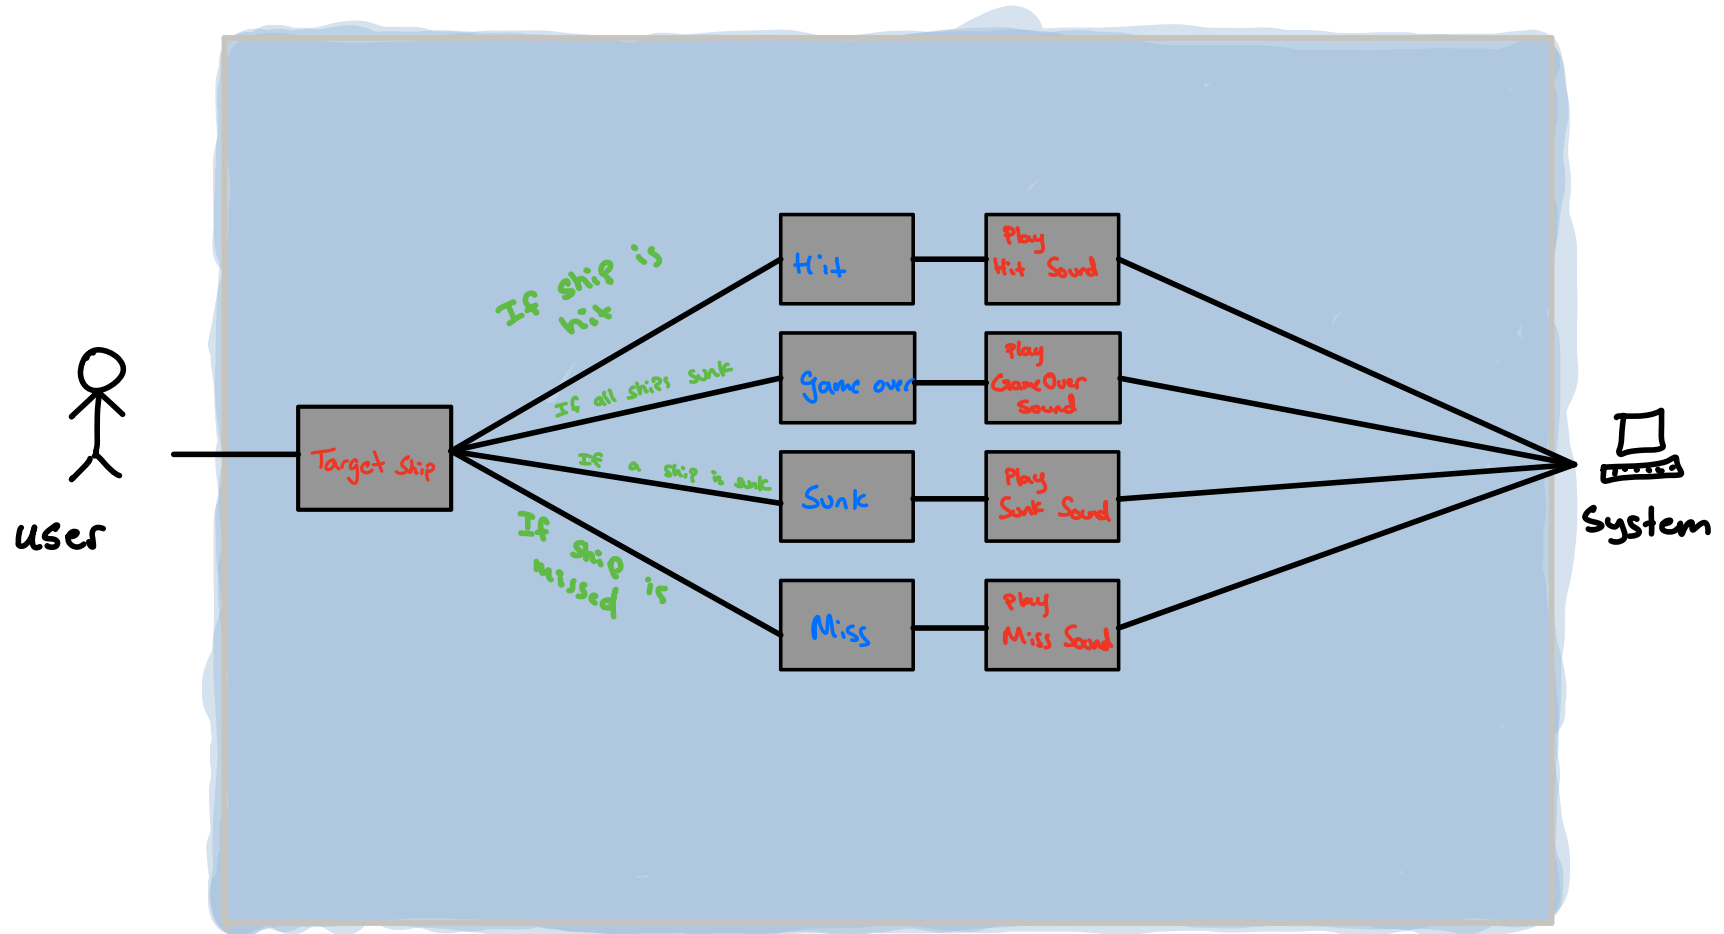 If ship is
hit
Hit
Play
Hit Sound
If all ships sunk
Game over
Play
GameOver
Sound
Target Ship
If a ship is sunk
Sunk
Play
Sunk Sound
If ship is
missed
Miss
Play
Miss Sound
user
System